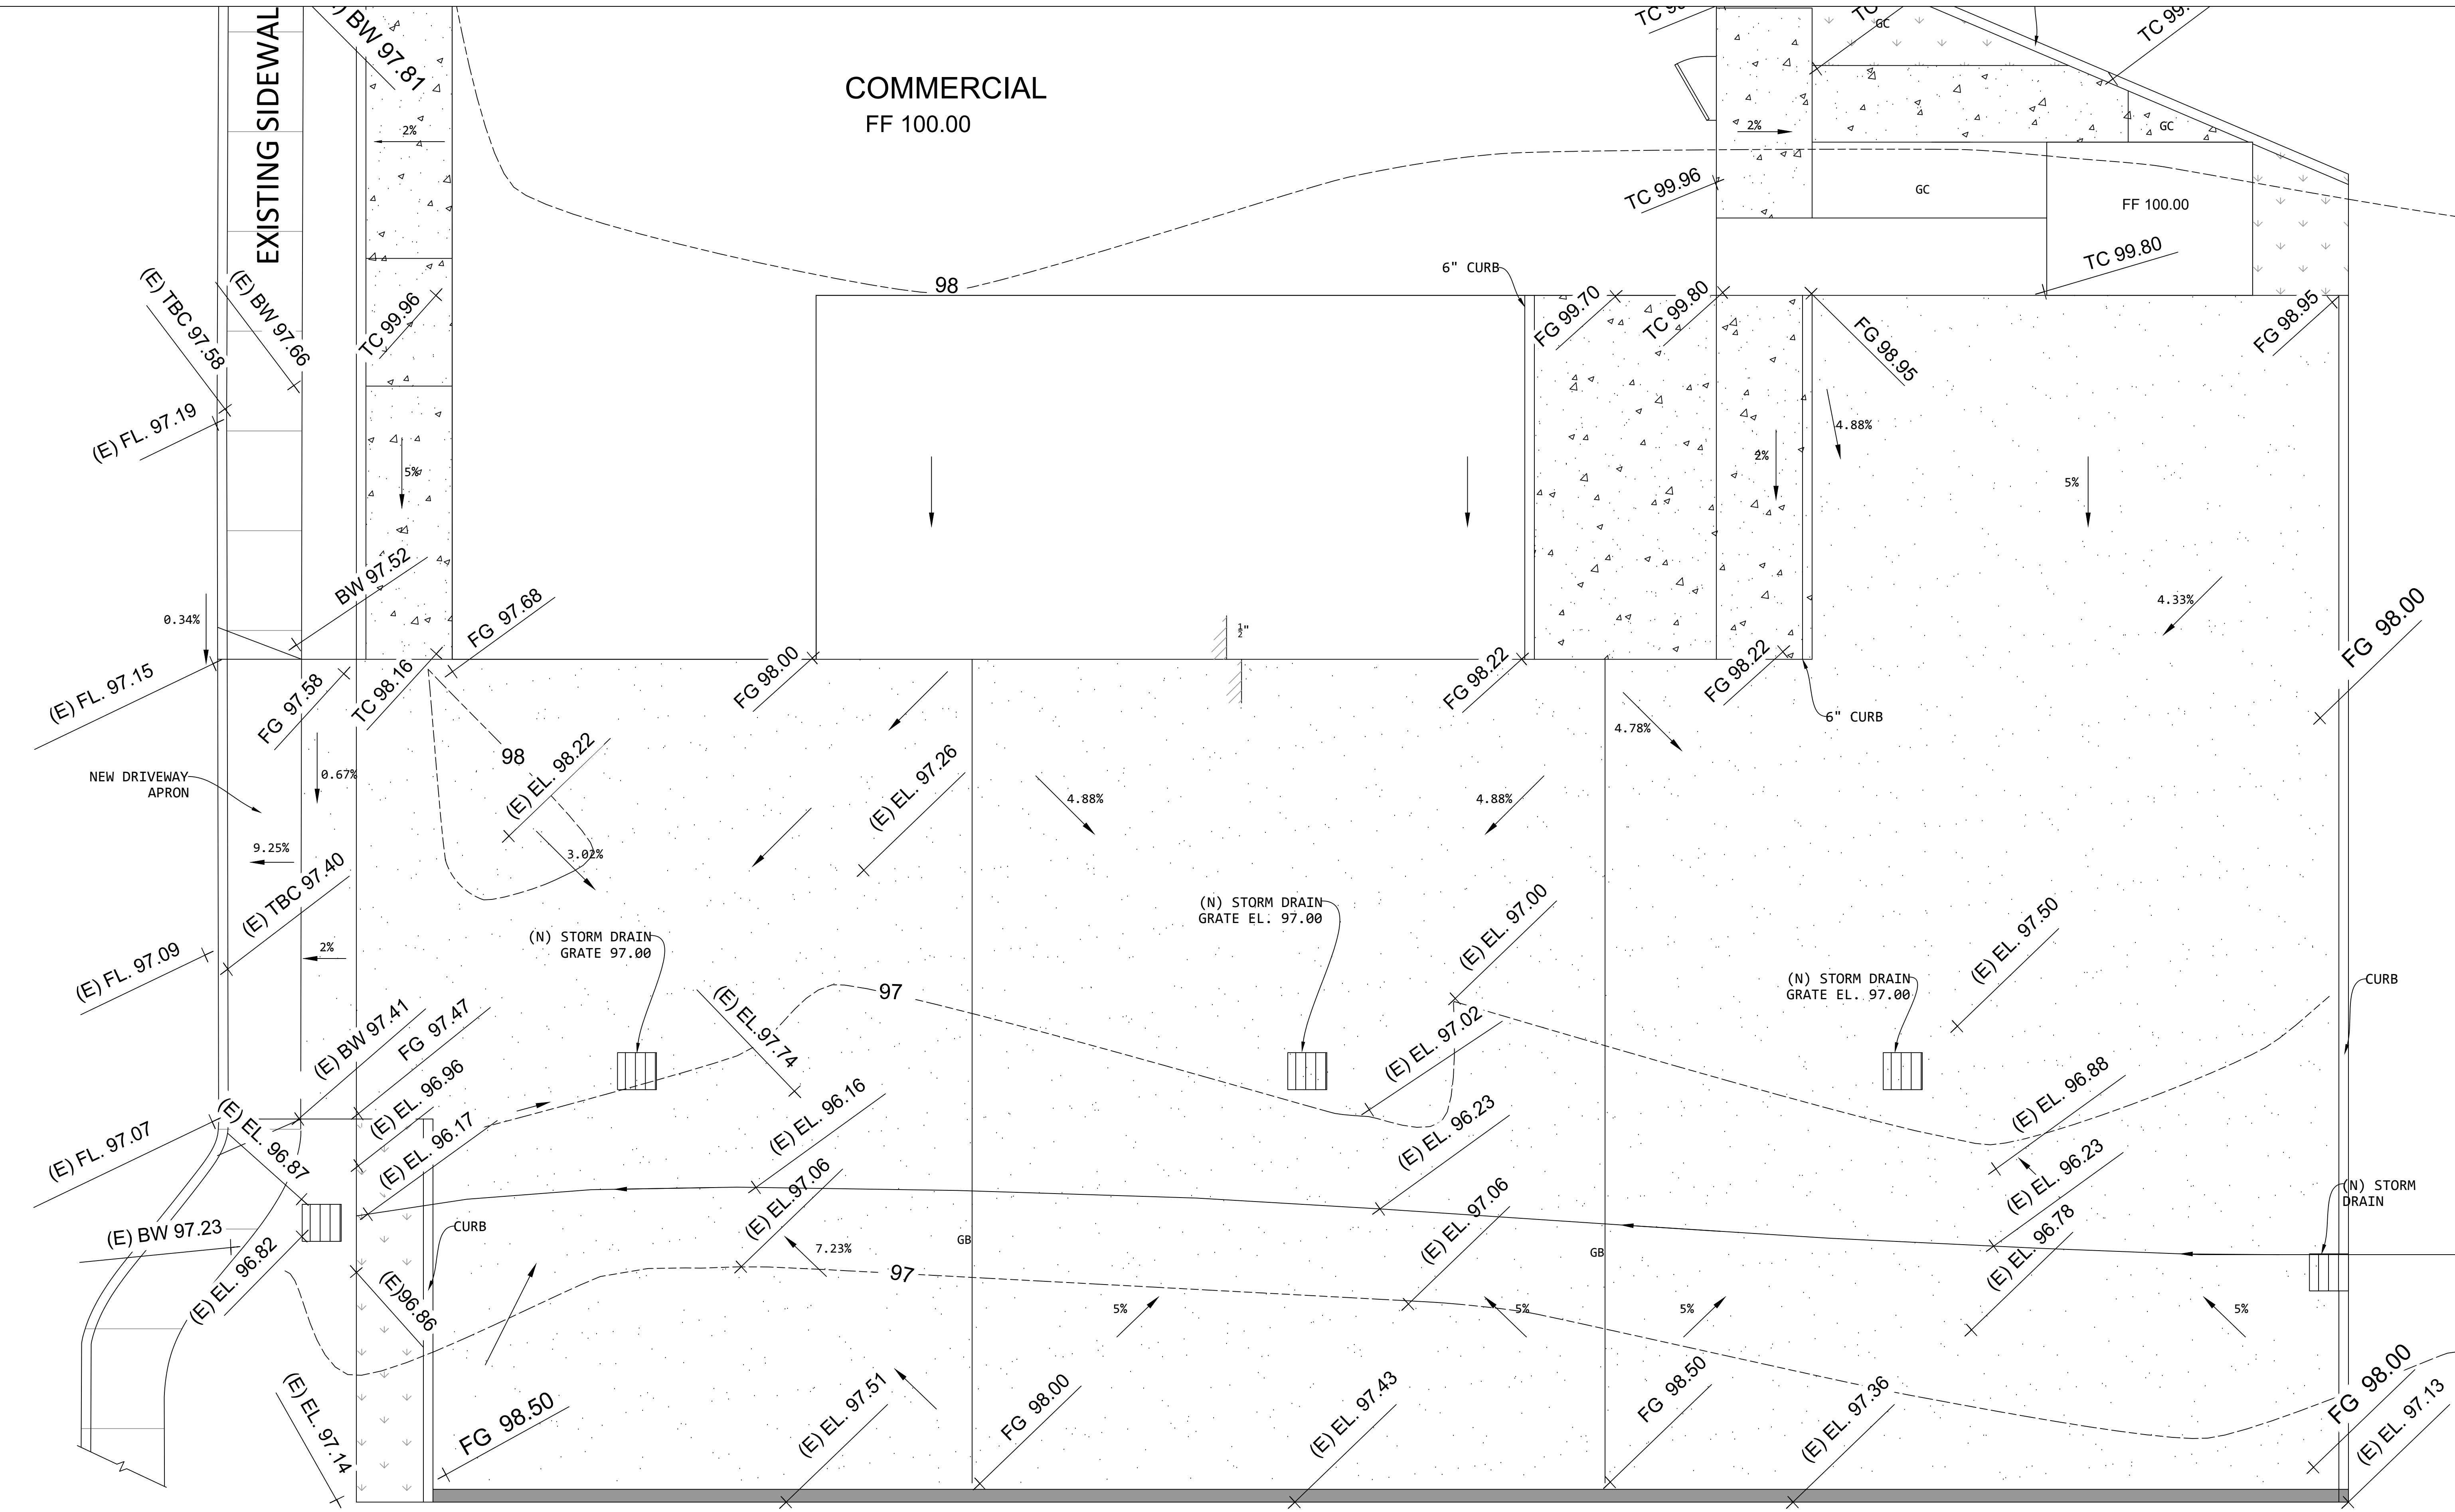 EXISTING SIDEWAL
BW 97.81
COMMERCIAL
FF 100.00
GC
2%
2%
GC
TC 99.96
GC
FF 100.00
TC 99.80
98
6" CURB
(E) TBC 97.58
(E) BW 97.66
TC 99.96
FG 99.70
TC 99.80
FG 98.95
FG 98.95
(E) FL. 97.19
4.88%
5%
2%
5%
BW 97.52
0.34%
FG 97.68
1/2"
4.33%
FG 98.00
(E) FL. 97.15
FG 97.58
TC 98.16
FG 98.00
FG 98.22
FG 98.22
6" CURB
98
4.78%
NEW DRIVEWAY
APRON
0.67%
(E) EL. 98.22
(E) EL. 97.26
4.88%
4.88%
9.25%
3.02%
(E) TBC 97.40
(N) STORM DRAIN
GRATE 97.00
(N) STORM DRAIN
GRATE EL. 97.00
(E) EL. 97.00
(E) EL. 97.50
2%
(E) FL. 97.09
(N) STORM DRAIN
GRATE EL. 97.00
CURB
97
(E) BW 97.41
FG 97.47
(E) EL.97.74
(E) EL. 97.02
(E) EL. 96.96
(E) EL. 96.16
(E) EL. 96.23
(E) EL. 96.88
(E) FL. 97.07
(E) EL. 96.87
(E) EL. 96.17
(E) EL.97.06
(E) EL. 97.06
(E) EL. 96.23
(N) STORM
DRAIN
(E) BW 97.23
CURB
GB
GB
7.23%
(E) EL. 96.82
(E) EL. 96.78
97
(E)96.86
5%
5%
5%
5%
(E) EL. 97.14
FG 98.50
(E) EL. 97.51
FG 98.00
(E) EL. 97.43
FG 98.50
(E) EL. 97.36
FG 98.00
(E) EL. 97.13